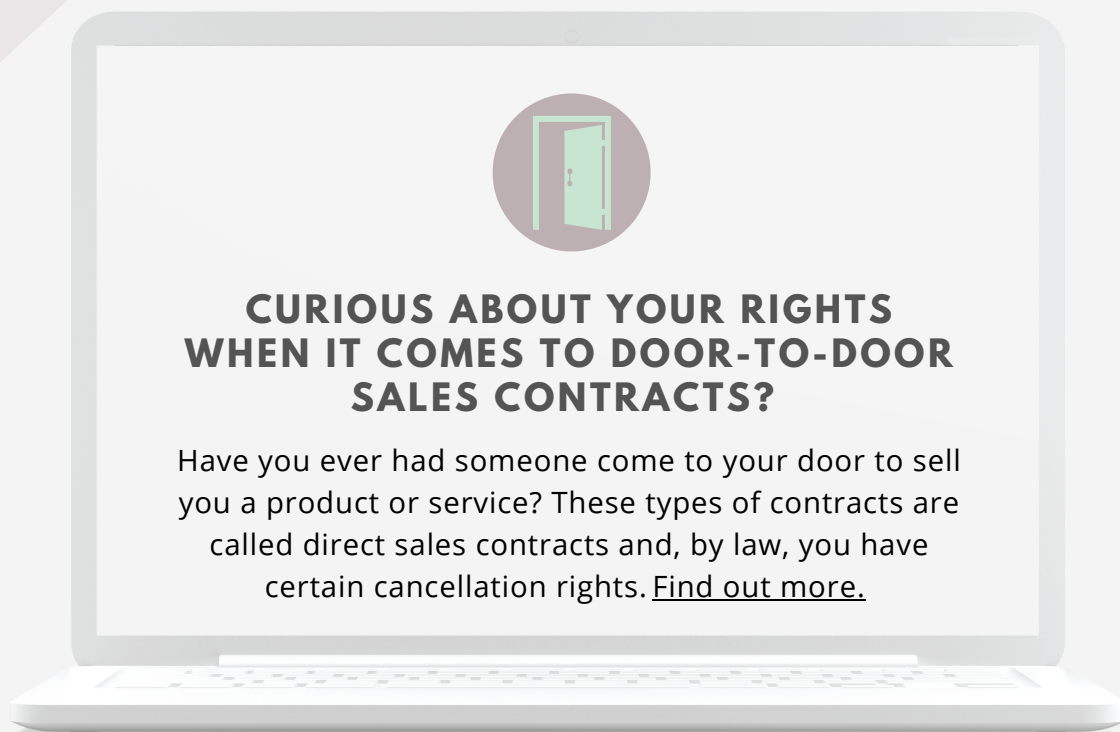 CURIOUS ABOUT YOUR RIGHTS
WHEN IT COMES TO DOOR-TO-DOOR
SALES CONTRACTS?
Have you ever had someone come to your door to sell
you a product or service? These types of contracts are
called direct sales contracts and, by law, you have
certain cancellation rights. Find out more.